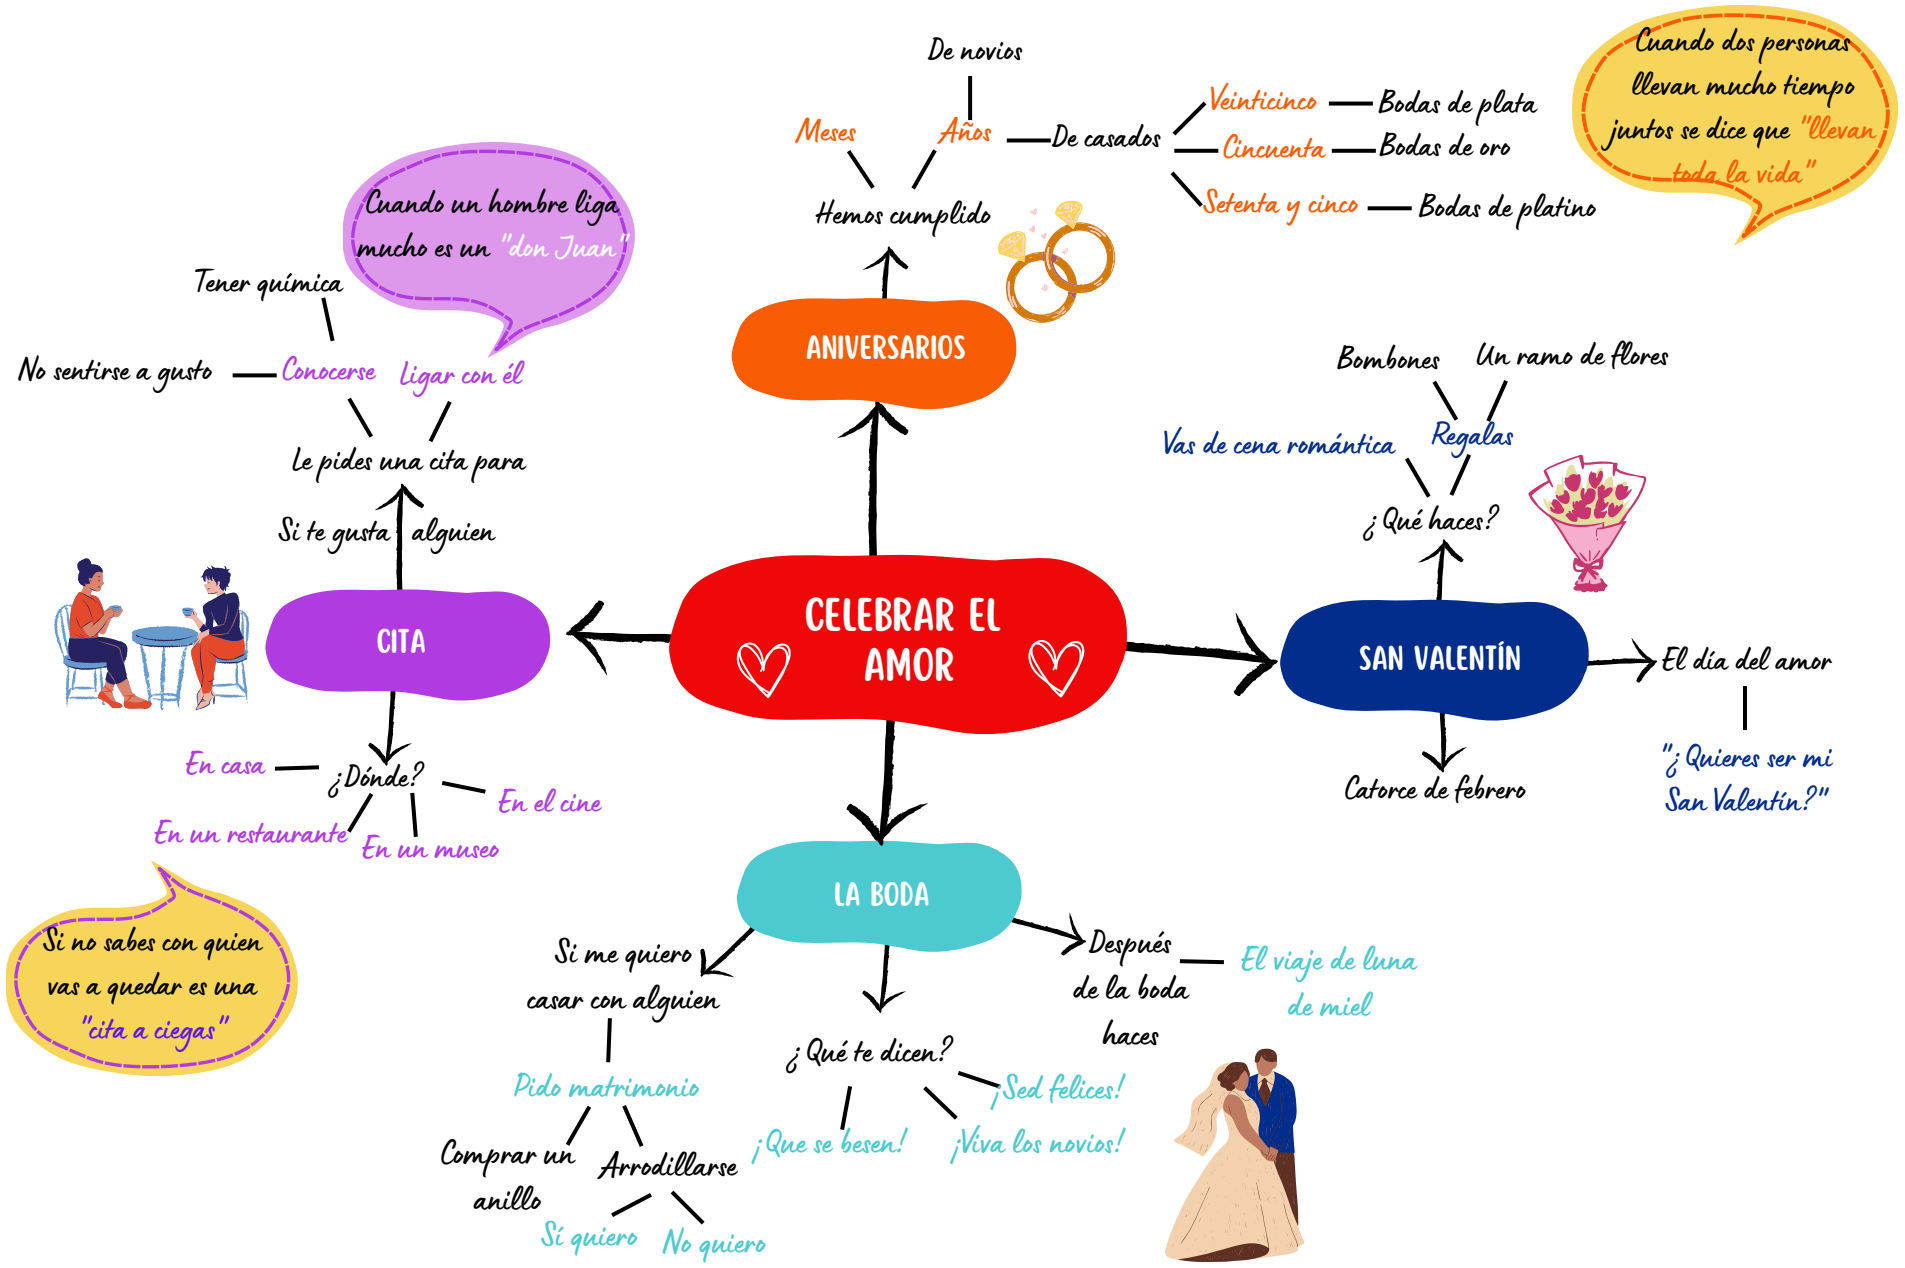 De novios
Meses
Años
De casados
Veinticinco
Bodas de plata
Cincuenta
Bodas de oro
Setenta y cinco
Bodas de platino
Hemos cumplido
ANIVERSARIOS
Cuando dos personas
llevan mucho tiempo
juntos se dice que "llevan
toda la vida"
Cuando un hombre liga
mucho es un "don Juan"
Tener química
No sentirse a gusto
Conocerse
Ligar con él
Le pides una cita para
Si te gusta alguien
CITA
¿Dónde?
En casa
En un restaurante
En un museo
En el cine
Si no sabes con quien
vas a quedar es una
"cita a ciegas"
CELEBRAR EL
AMOR
Bombones
Un ramo de flores
Vas de cena romántica
Regalas
¿Qué haces?
SAN VALENTÍN
El día del amor
"¿Quieres ser mi
San Valentín?"
Catorce de febrero
LA BODA
Si me quiero
casar con alguien
Pido matrimonio
Comprar un
anillo
Arrodillarse
Sí quiero
No quiero
¿Qué te dicen?
¡Que se besen!
¡Viva los novios!
¡Sed felices!
Después
de la boda
haces
El viaje de luna
de miel